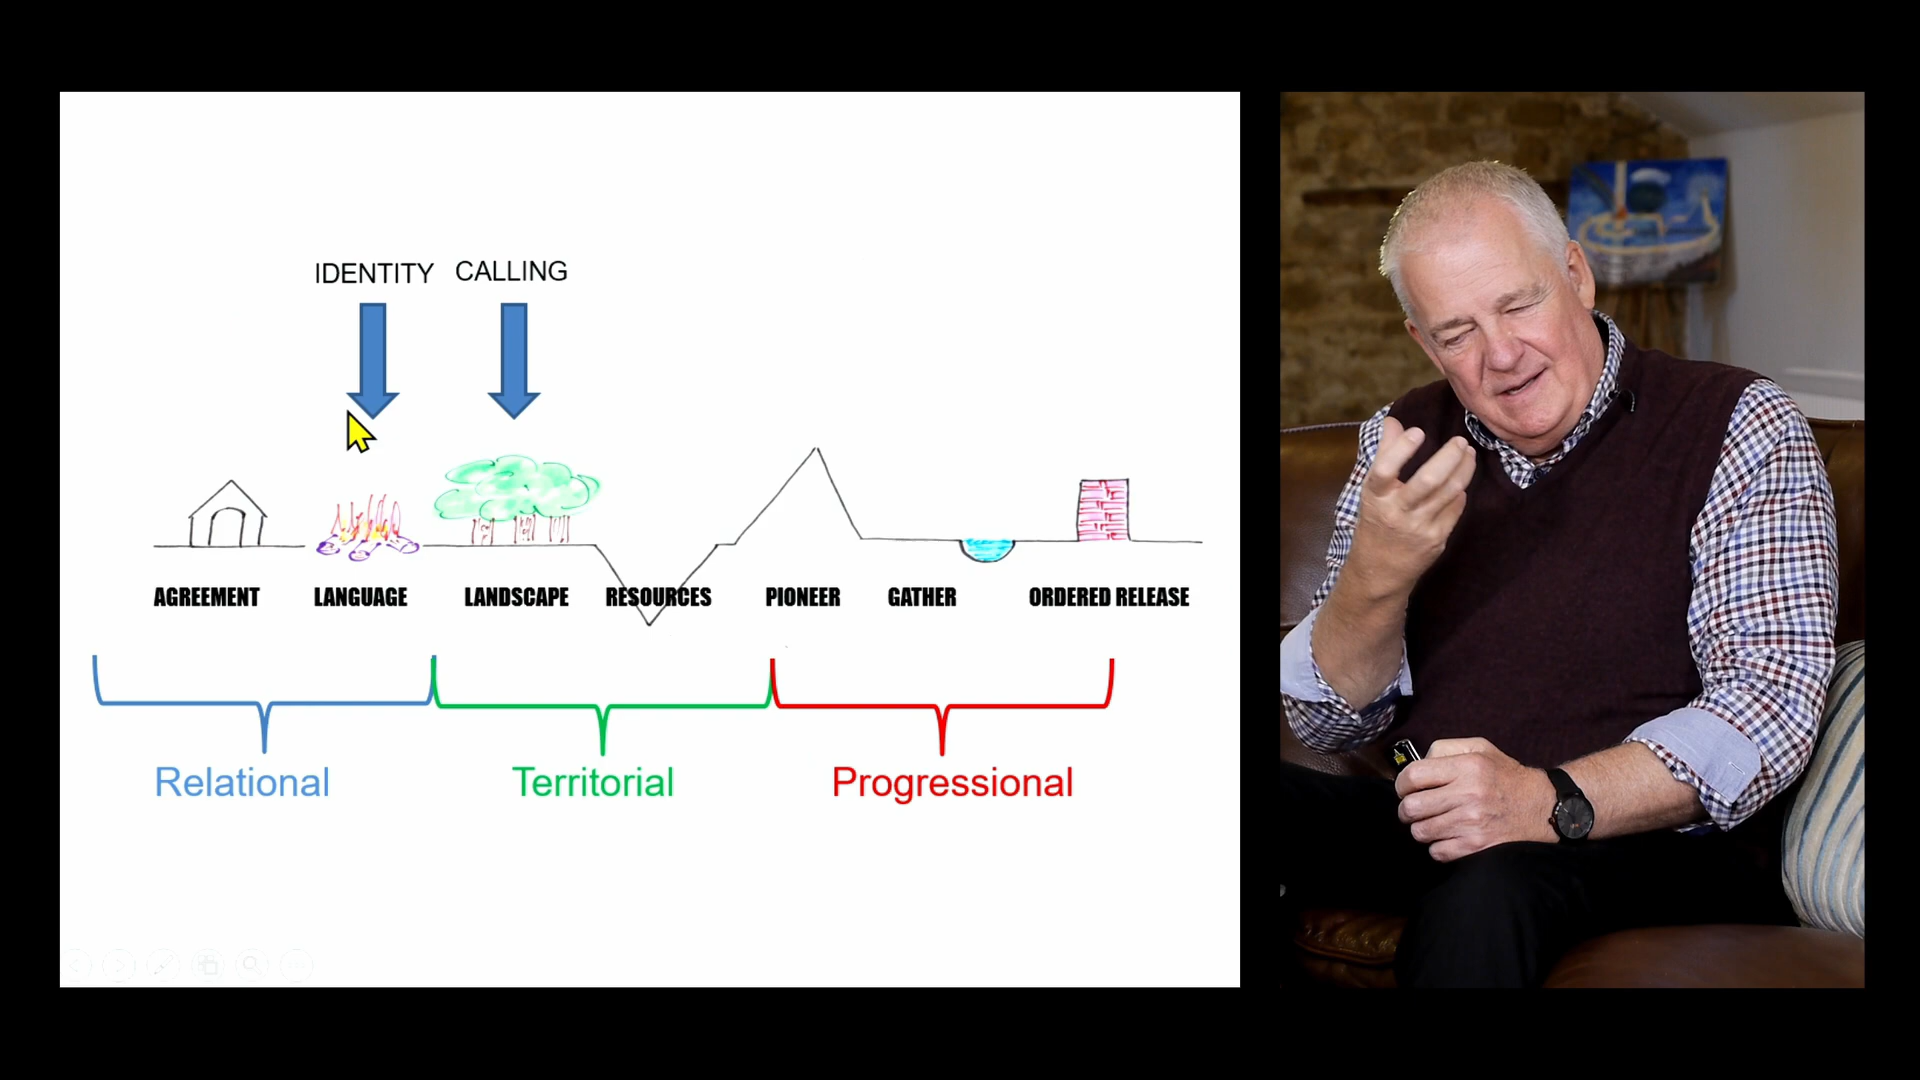 IDENTITY CALLING
AGREEMENT LANGUAGE LANDSCAPE RESOURCES PIONEER GATHER ORDERED RELEASE
Relational Territorial Progressional